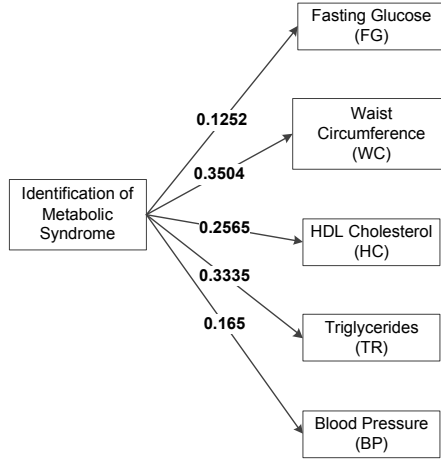 Fasting Glucose
(FG)
0.1252
Waist
Circumference
(WC)
0.3504
Identification of
Metabolic
Syndrome
0.2565
HDL Cholesterol
(HC)
0.3335
Triglycerides
(TR)
0.165
Blood Pressure
(BP)